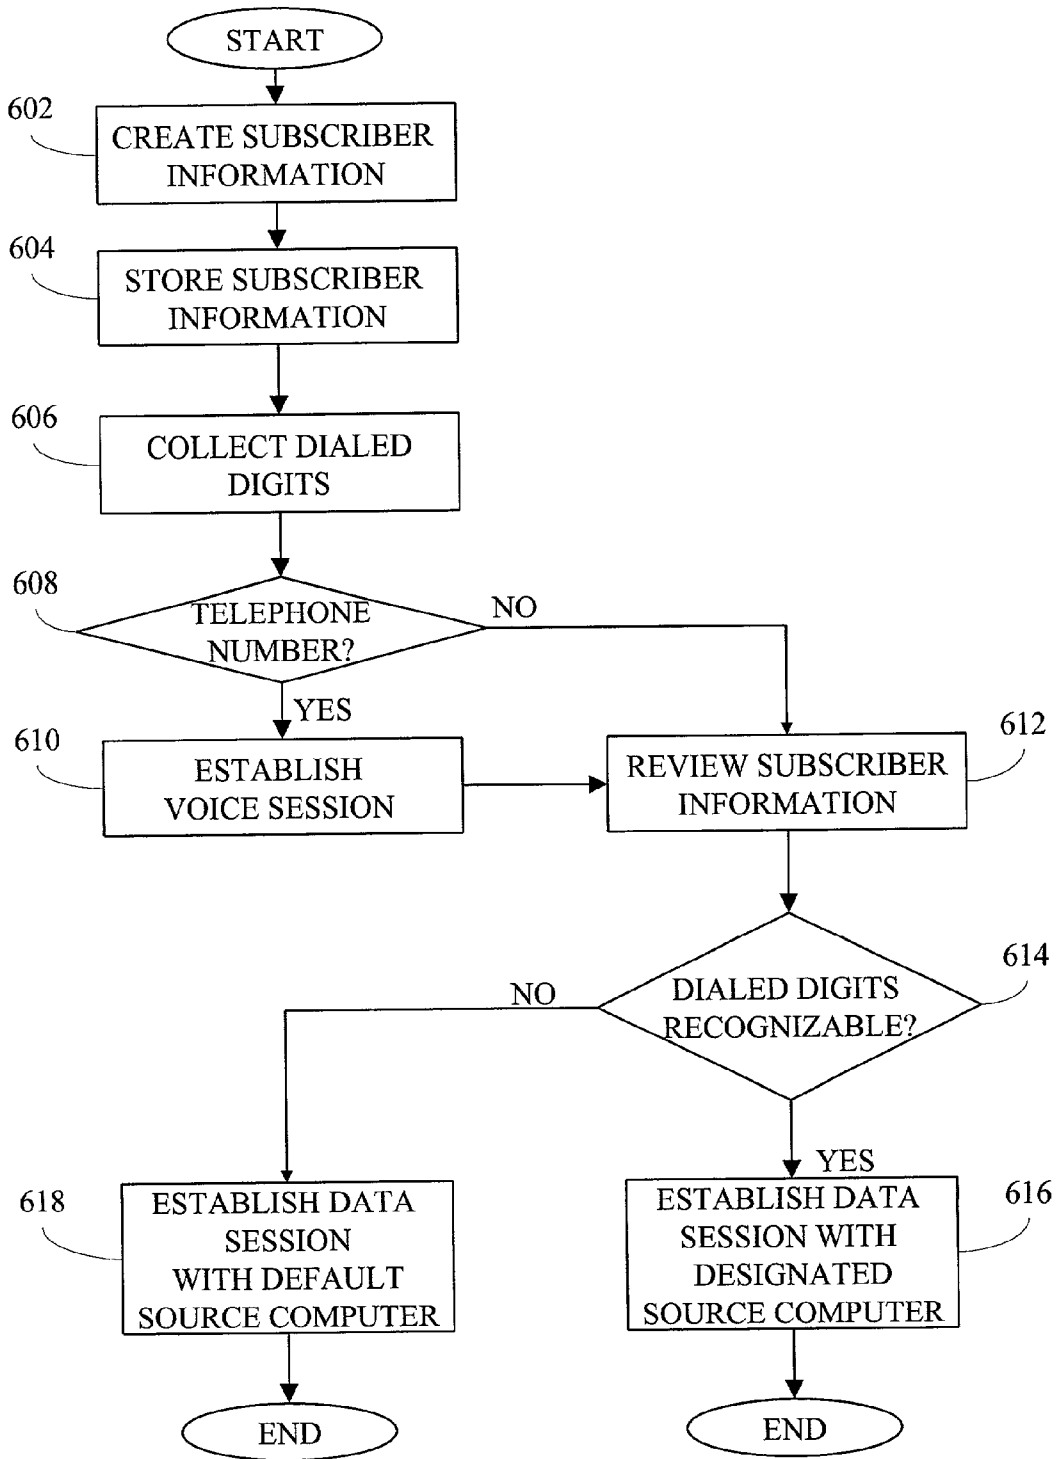 START
602
CREATE SUBSCRIBER
INFORMATION
604
STORE SUBSCRIBER
INFORMATION
606
COLLECT DIALED
DIGITS
608
TELEPHONE
NUMBER?
NO
YES
610
ESTABLISH
VOICE SESSION
612
REVIEW SUBSCRIBER
INFORMATION
614
DIALED DIGITS
RECOGNIZABLE?
NO
YES
618
ESTABLISH DATA
SESSION
WITH DEFAULT
SOURCE COMPUTER
616
ESTABLISH DATA
SESSION WITH
DESIGNATED
SOURCE COMPUTER
END
END